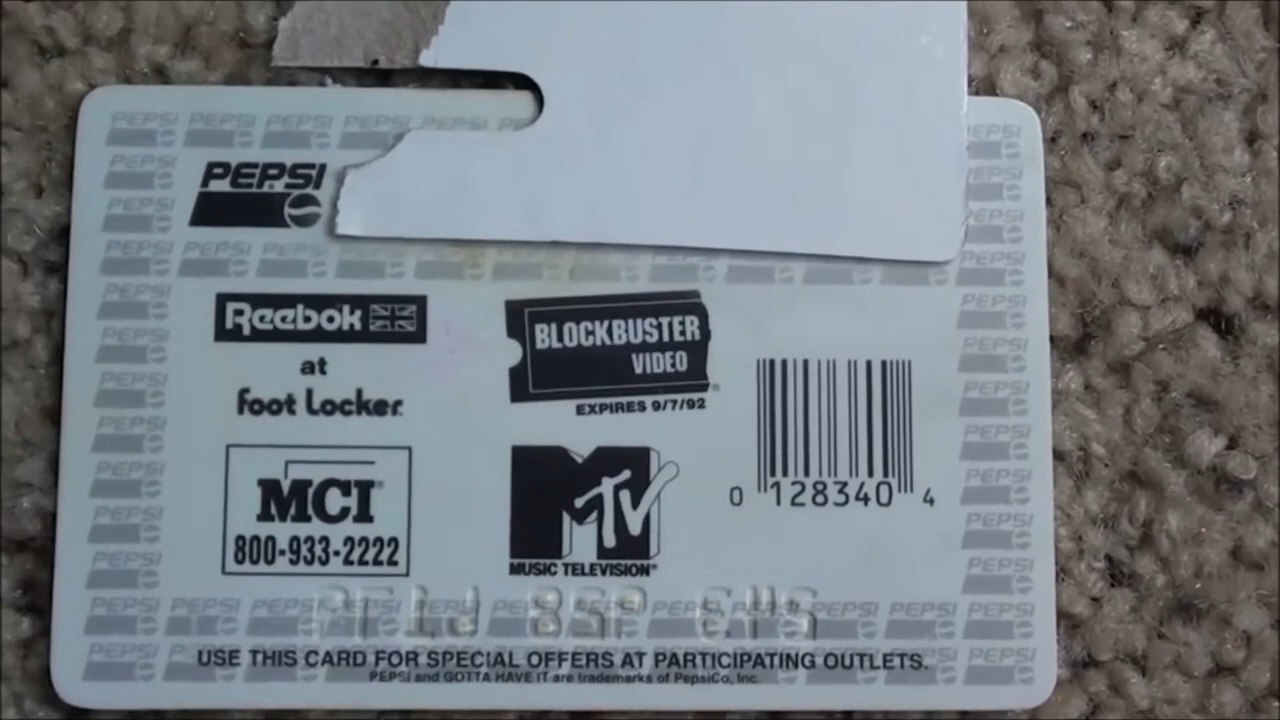 PEPSI
Reebok
at
foot Locker
BLOCKBUSTER
VIDEO
EXPIRES 9/7/92
MCI
800-933-2222
MTV
MUSIC TELEVISION
0 128340 4
USE THIS CARD FOR SPECIAL OFFERS AT PARTICIPATING OUTLETS.
PEPSI and GOTTA HAVE IT are trademarks of PepsiCo, Inc.